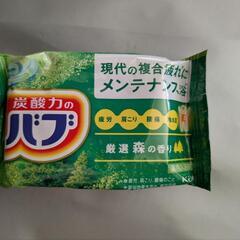 炭酸力の
バブ
現代の複合疲れに
メンテナンス浴
疲労 肩こり 腰痛
厳選 森の香り